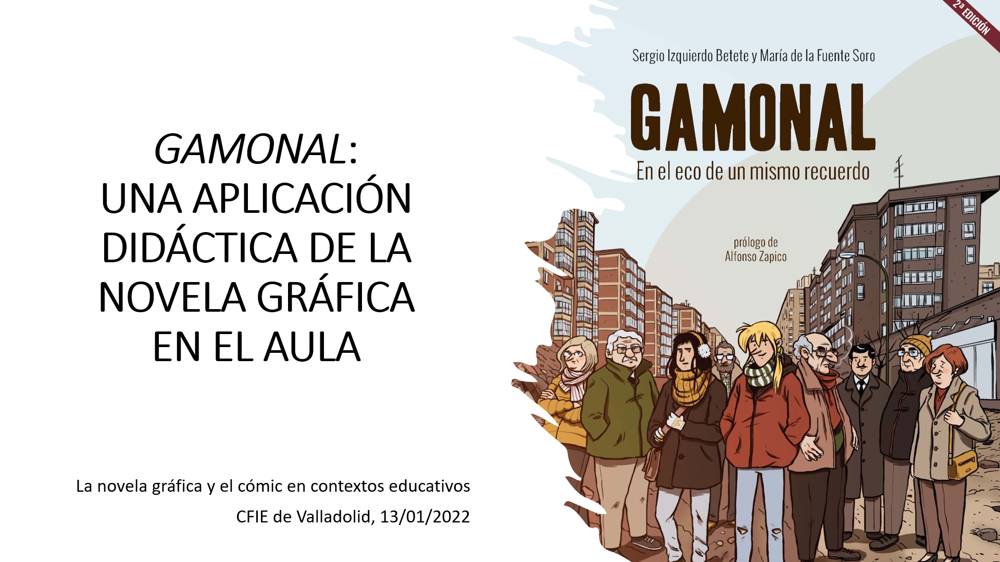 GAMONAL:
UNA APLICACIÓN
DIDÁCTICA DE LA
NOVELA GRÁFICA
EN EL AULA
La novela gráfica y el cómic en contextos educativos
CFIE de Valladolid, 13/01/2022
2ª EDICIÓN
Sergio Izquierdo Betete y María de la Fuente Soro
GAMONAL
En el eco de un mismo recuerdo
prólogo de
Alfonso Zapico